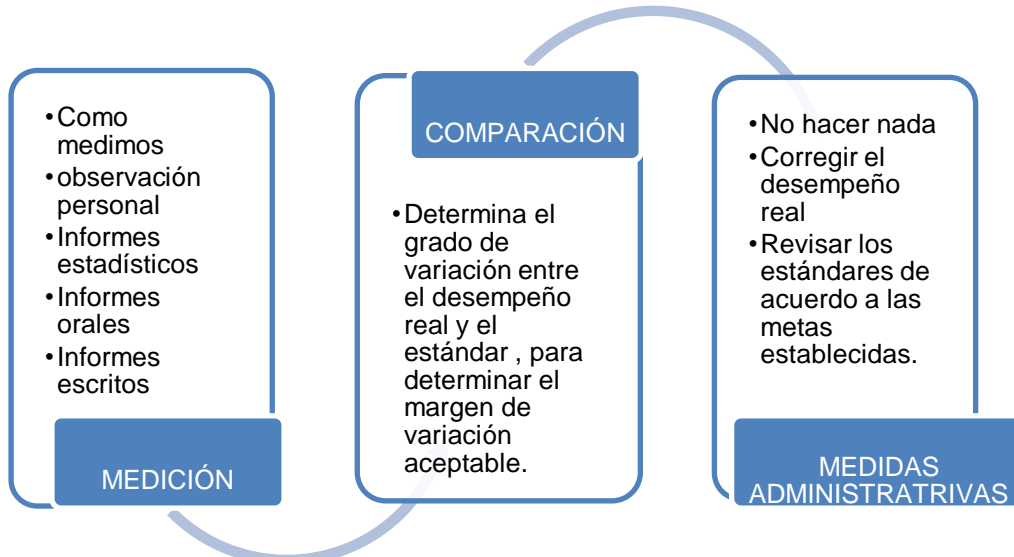 •Como
medimos
•observación
personal
•Informes
estadísticos
•Informes
orales
•Informes
escritos
MEDICIÓN
COMPARACIÓN
•Determina el
grado de
variación entre
el desempeño
real y el
estándar , para
determinar el
margen de
variación
aceptable.
•No hacer nada
•Corregir el
desempeño
real
•Revisar los
estándares de
acuerdo a las
metas
establecidas.
MEDIDAS
ADMINISTRATRIVAS